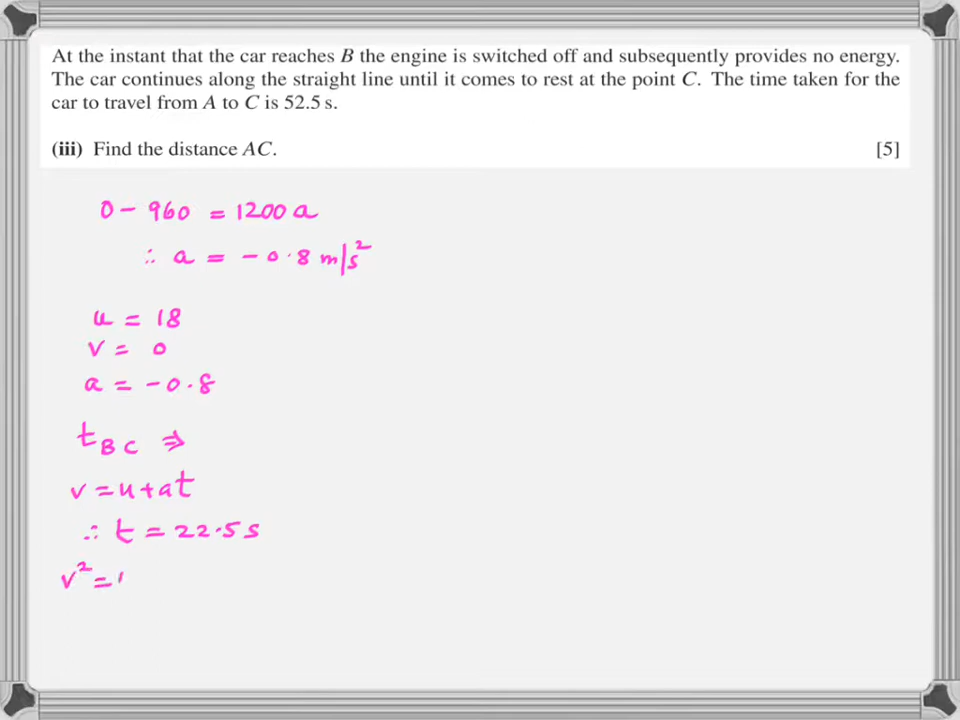 At the instant that the car reaches B the engine is switched off and subsequently provides no energy.
The car continues along the straight line until it comes to rest at the point C. The time taken for the
car to travel from A to C is 52.5 s.
(iii) Find the distance AC. [5]
0 - 960 = 1200 a
∴ a = -0.8 m/s²
u = 18
v = 0
a = -0.8
t_BC ⇒
v = u + at
∴ t = 22.5 s
v² =